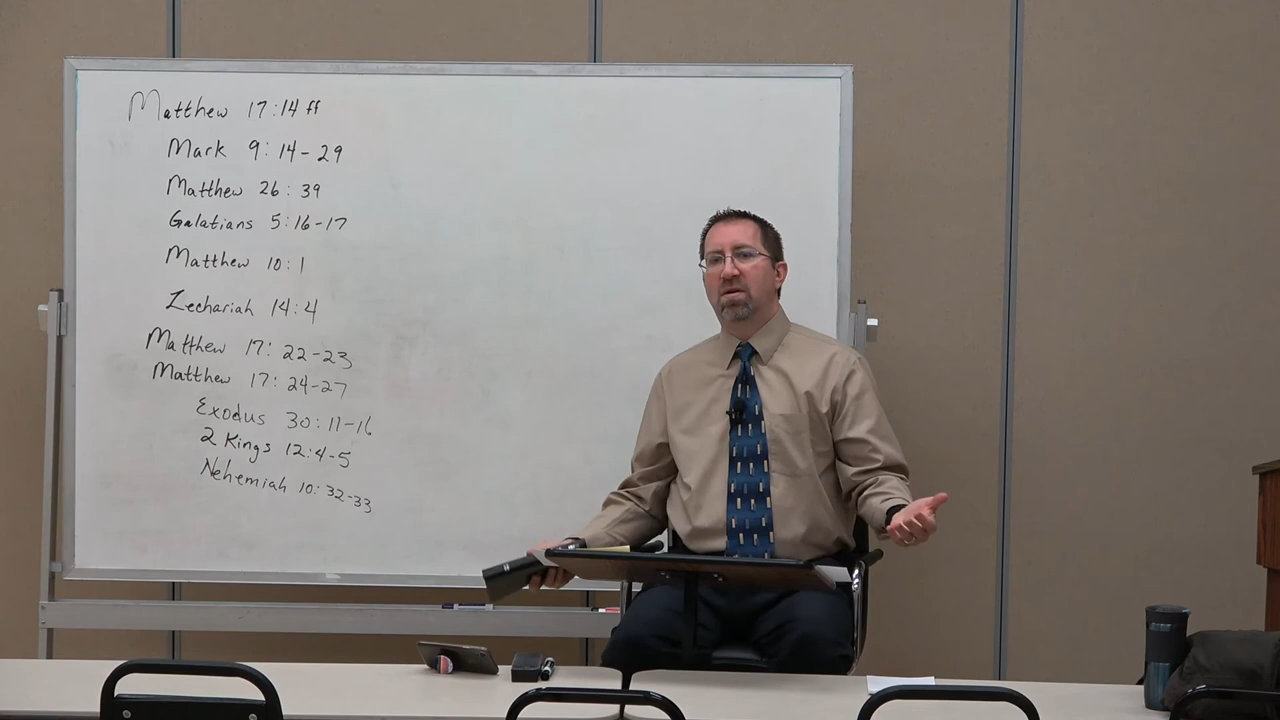 Matthew 17:14 ff
Mark 9:14-29
Matthew 26:39
Galatians 5:16-17
Matthew 10:1
Zechariah 14:4
Matthew 17:22-23
Matthew 17:24-27
Exodus 30:11-16
2 Kings 12:4-5
Nehemiah 10:32-33